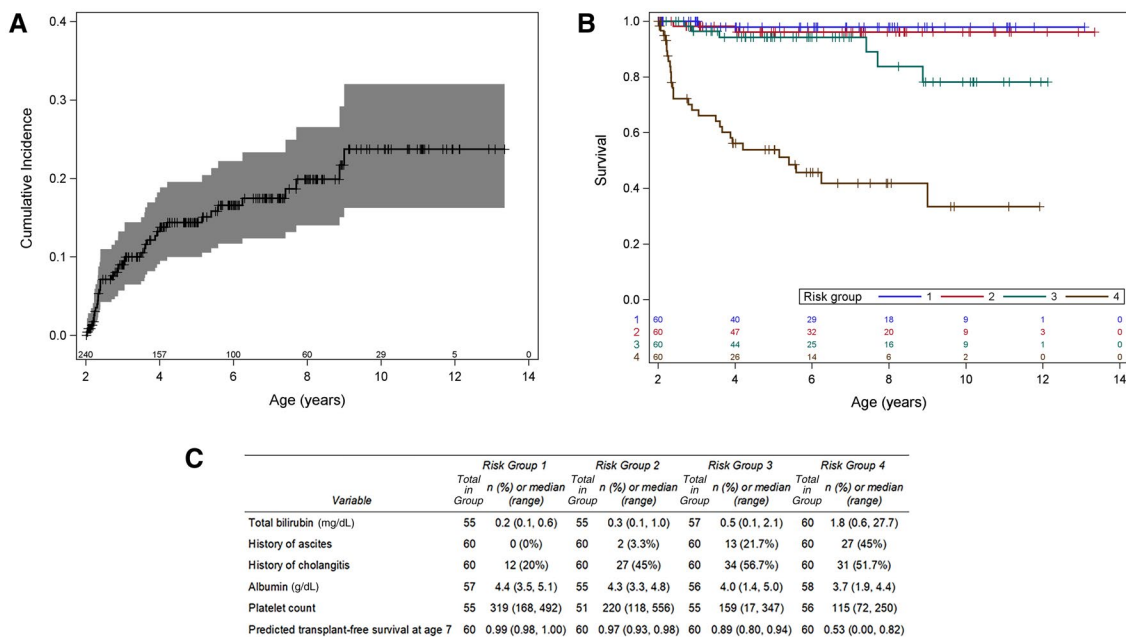 A
Cumulative Incidence
0.4
0.3
0.2
0.1
0.0
240 157 100 60 29 5 0
2 4 6 8 10 12 14
Age (years)
B
Survival
1.0
0.8
0.6
0.4
0.2
0.0
Risk group 1 2 3 4
1 60 40 29 18 9 1 0
2 60 47 32 20 9 3 0
3 60 44 25 16 9 1 0
4 60 26 14 6 2 0 0
2 4 6 8 10 12 14
Age (years)
C
Risk Group 1 Risk Group 2 Risk Group 3 Risk Group 4
Variable Total in Group n (%) or median (range) Total in Group n (%) or median (range) Total in Group n (%) or median (range) Total in Group n (%) or median (range)
Total bilirubin (mg/dL) 55 0.2 (0.1, 0.6) 55 0.3 (0.1, 1.0) 57 0.5 (0.1, 2.1) 60 1.8 (0.6, 27.7)
History of ascites 60 0 (0%) 60 2 (3.3%) 60 13 (21.7%) 60 27 (45%)
History of cholangitis 60 12 (20%) 60 27 (45%) 60 34 (56.7%) 60 31 (51.7%)
Albumin (g/dL) 57 4.4 (3.5, 5.1) 55 4.3 (3.3, 4.8) 56 4.0 (1.4, 5.0) 58 3.7 (1.9, 4.4)
Platelet count 55 319 (168, 492) 51 220 (118, 556) 55 159 (17, 347) 56 115 (72, 250)
Predicted transplant-free survival at age 7 60 0.99 (0.98, 1.00) 60 0.97 (0.93, 0.98) 60 0.89 (0.80, 0.94) 60 0.53 (0.00, 0.82)